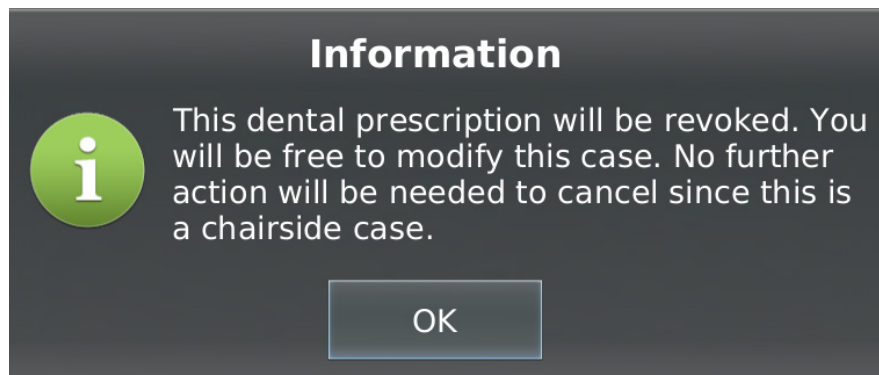 Information
This dental prescription will be revoked. You
will be free to modify this case. No further
action will be needed to cancel since this is
a chairside case.
OK